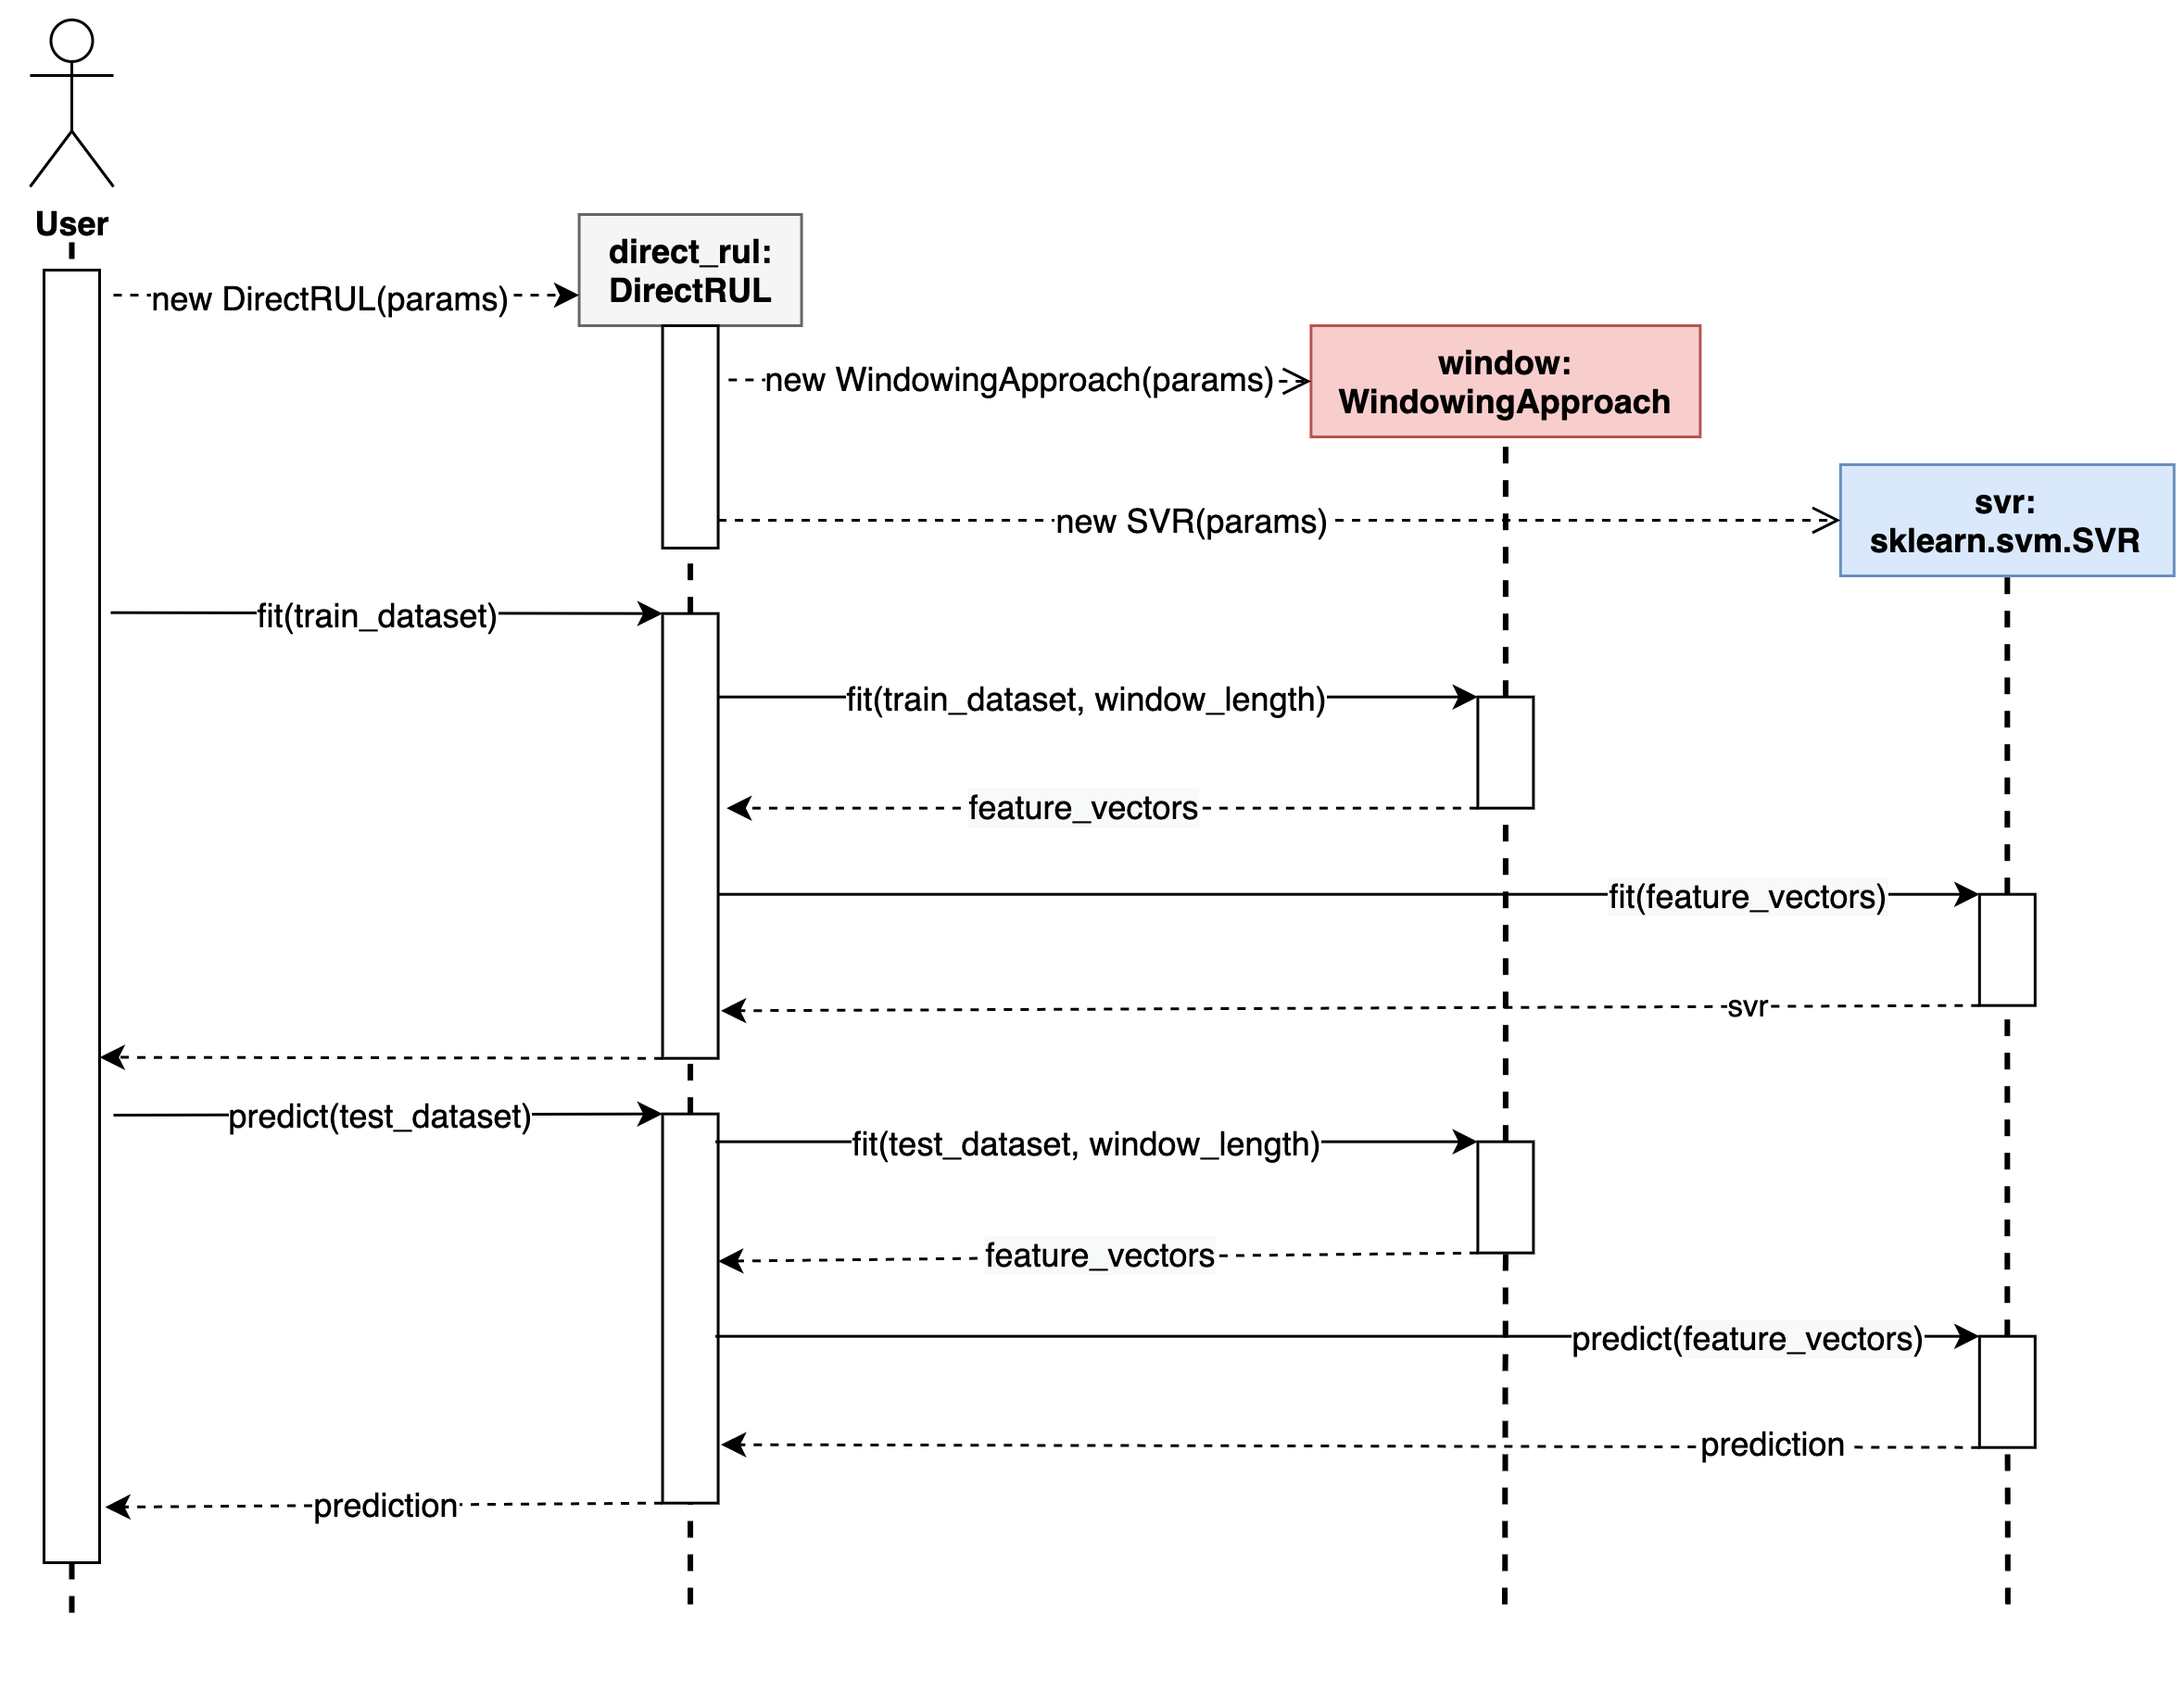 User
direct_rul:
DirectRUL
new DirectRUL(params)
window:
WindowingApproach
new WindowingApproach(params)
svr:
sklearn.svm.SVR
new SVR(params)
fit(train_dataset)
fit(train_dataset, window_length)
feature_vectors
fit(feature_vectors)
svr
predict(test_dataset)
fit(test_dataset, window_length)
feature_vectors
predict(feature_vectors)
prediction
prediction